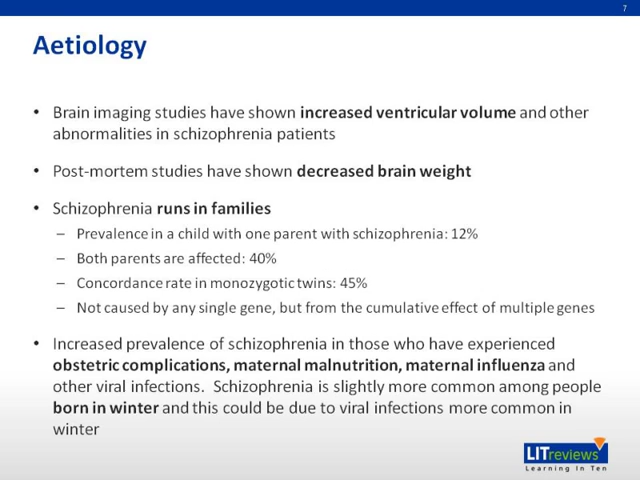 7
Aetiology
• Brain imaging studies have shown increased ventricular volume and other
abnormalities in schizophrenia patients
• Post-mortem studies have shown decreased brain weight
• Schizophrenia runs in families
– Prevalence in a child with one parent with schizophrenia: 12%
– Both parents are affected: 40%
– Concordance rate in monozygotic twins: 45%
– Not caused by any single gene, but from the cumulative effect of multiple genes
• Increased prevalence of schizophrenia in those who have experienced
obstetric complications, maternal malnutrition, maternal influenza and
other viral infections. Schizophrenia is slightly more common among people
born in winter and this could be due to viral infections more common in
winter
LITreviews
Learning In Ten